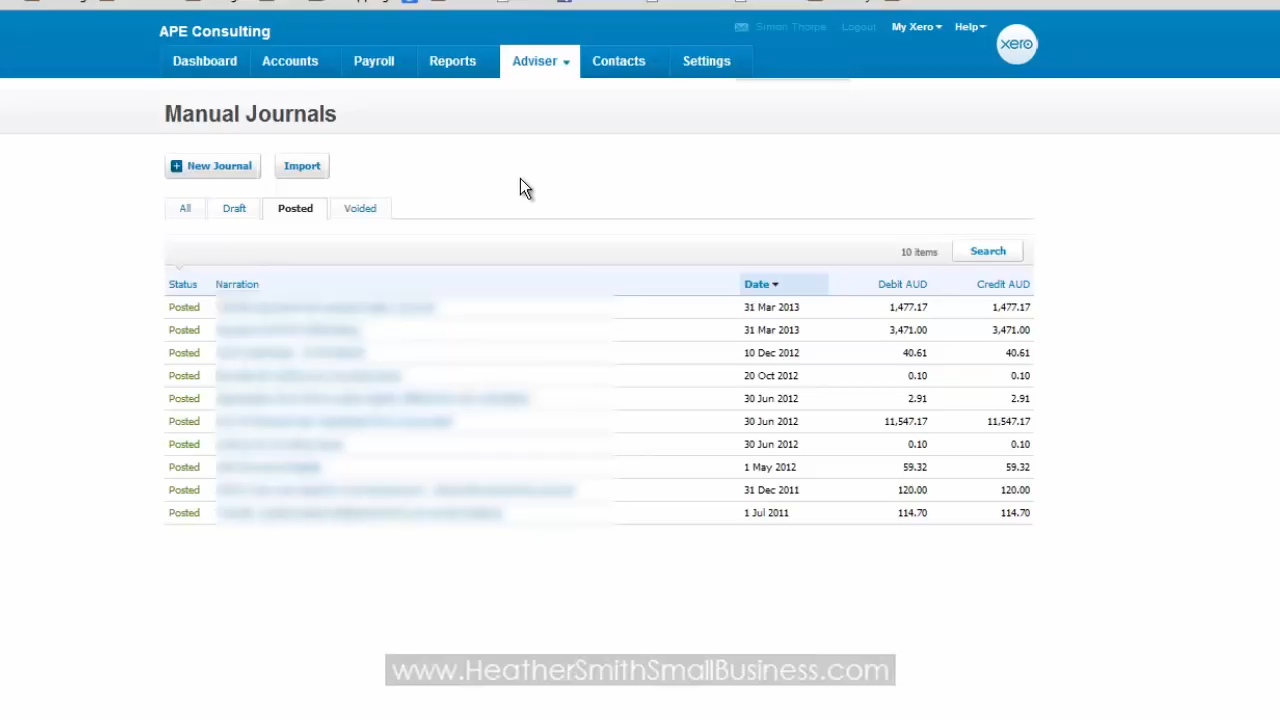 APE Consulting
Simon Thorpe Logout My Xero Help
xero
Dashboard Accounts Payroll Reports Adviser Contacts Settings
Manual Journals
New Journal Import
All Draft Posted Voided
10 items Search
Status Narration Date Debit AUD Credit AUD
Posted 31 Mar 2013 1,477.17 1,477.17
Posted 31 Mar 2013 3,471.00 3,471.00
Posted 10 Dec 2012 40.61 40.61
Posted 20 Oct 2012 0.10 0.10
Posted 30 Jun 2012 2.91 2.91
Posted 30 Jun 2012 11,547.17 11,547.17
Posted 30 Jun 2012 0.10 0.10
Posted 1 May 2012 59.32 59.32
Posted 31 Dec 2011 120.00 120.00
Posted 1 Jul 2011 114.70 114.70
www.HeatherSmithSmallBusiness.com